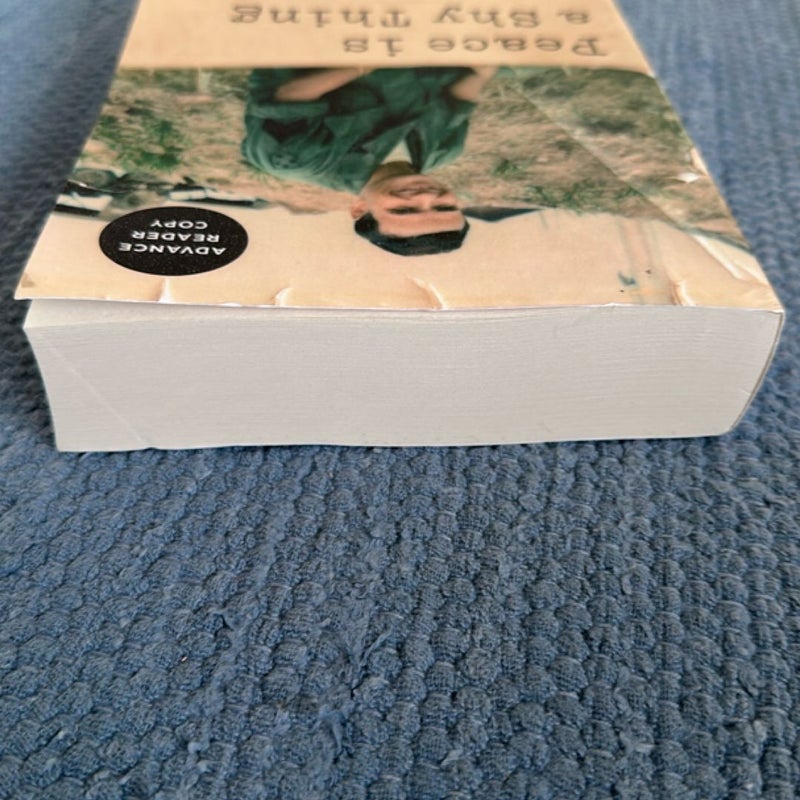 Peace is
a Shy Thing
ADVANCE
READER
COPY